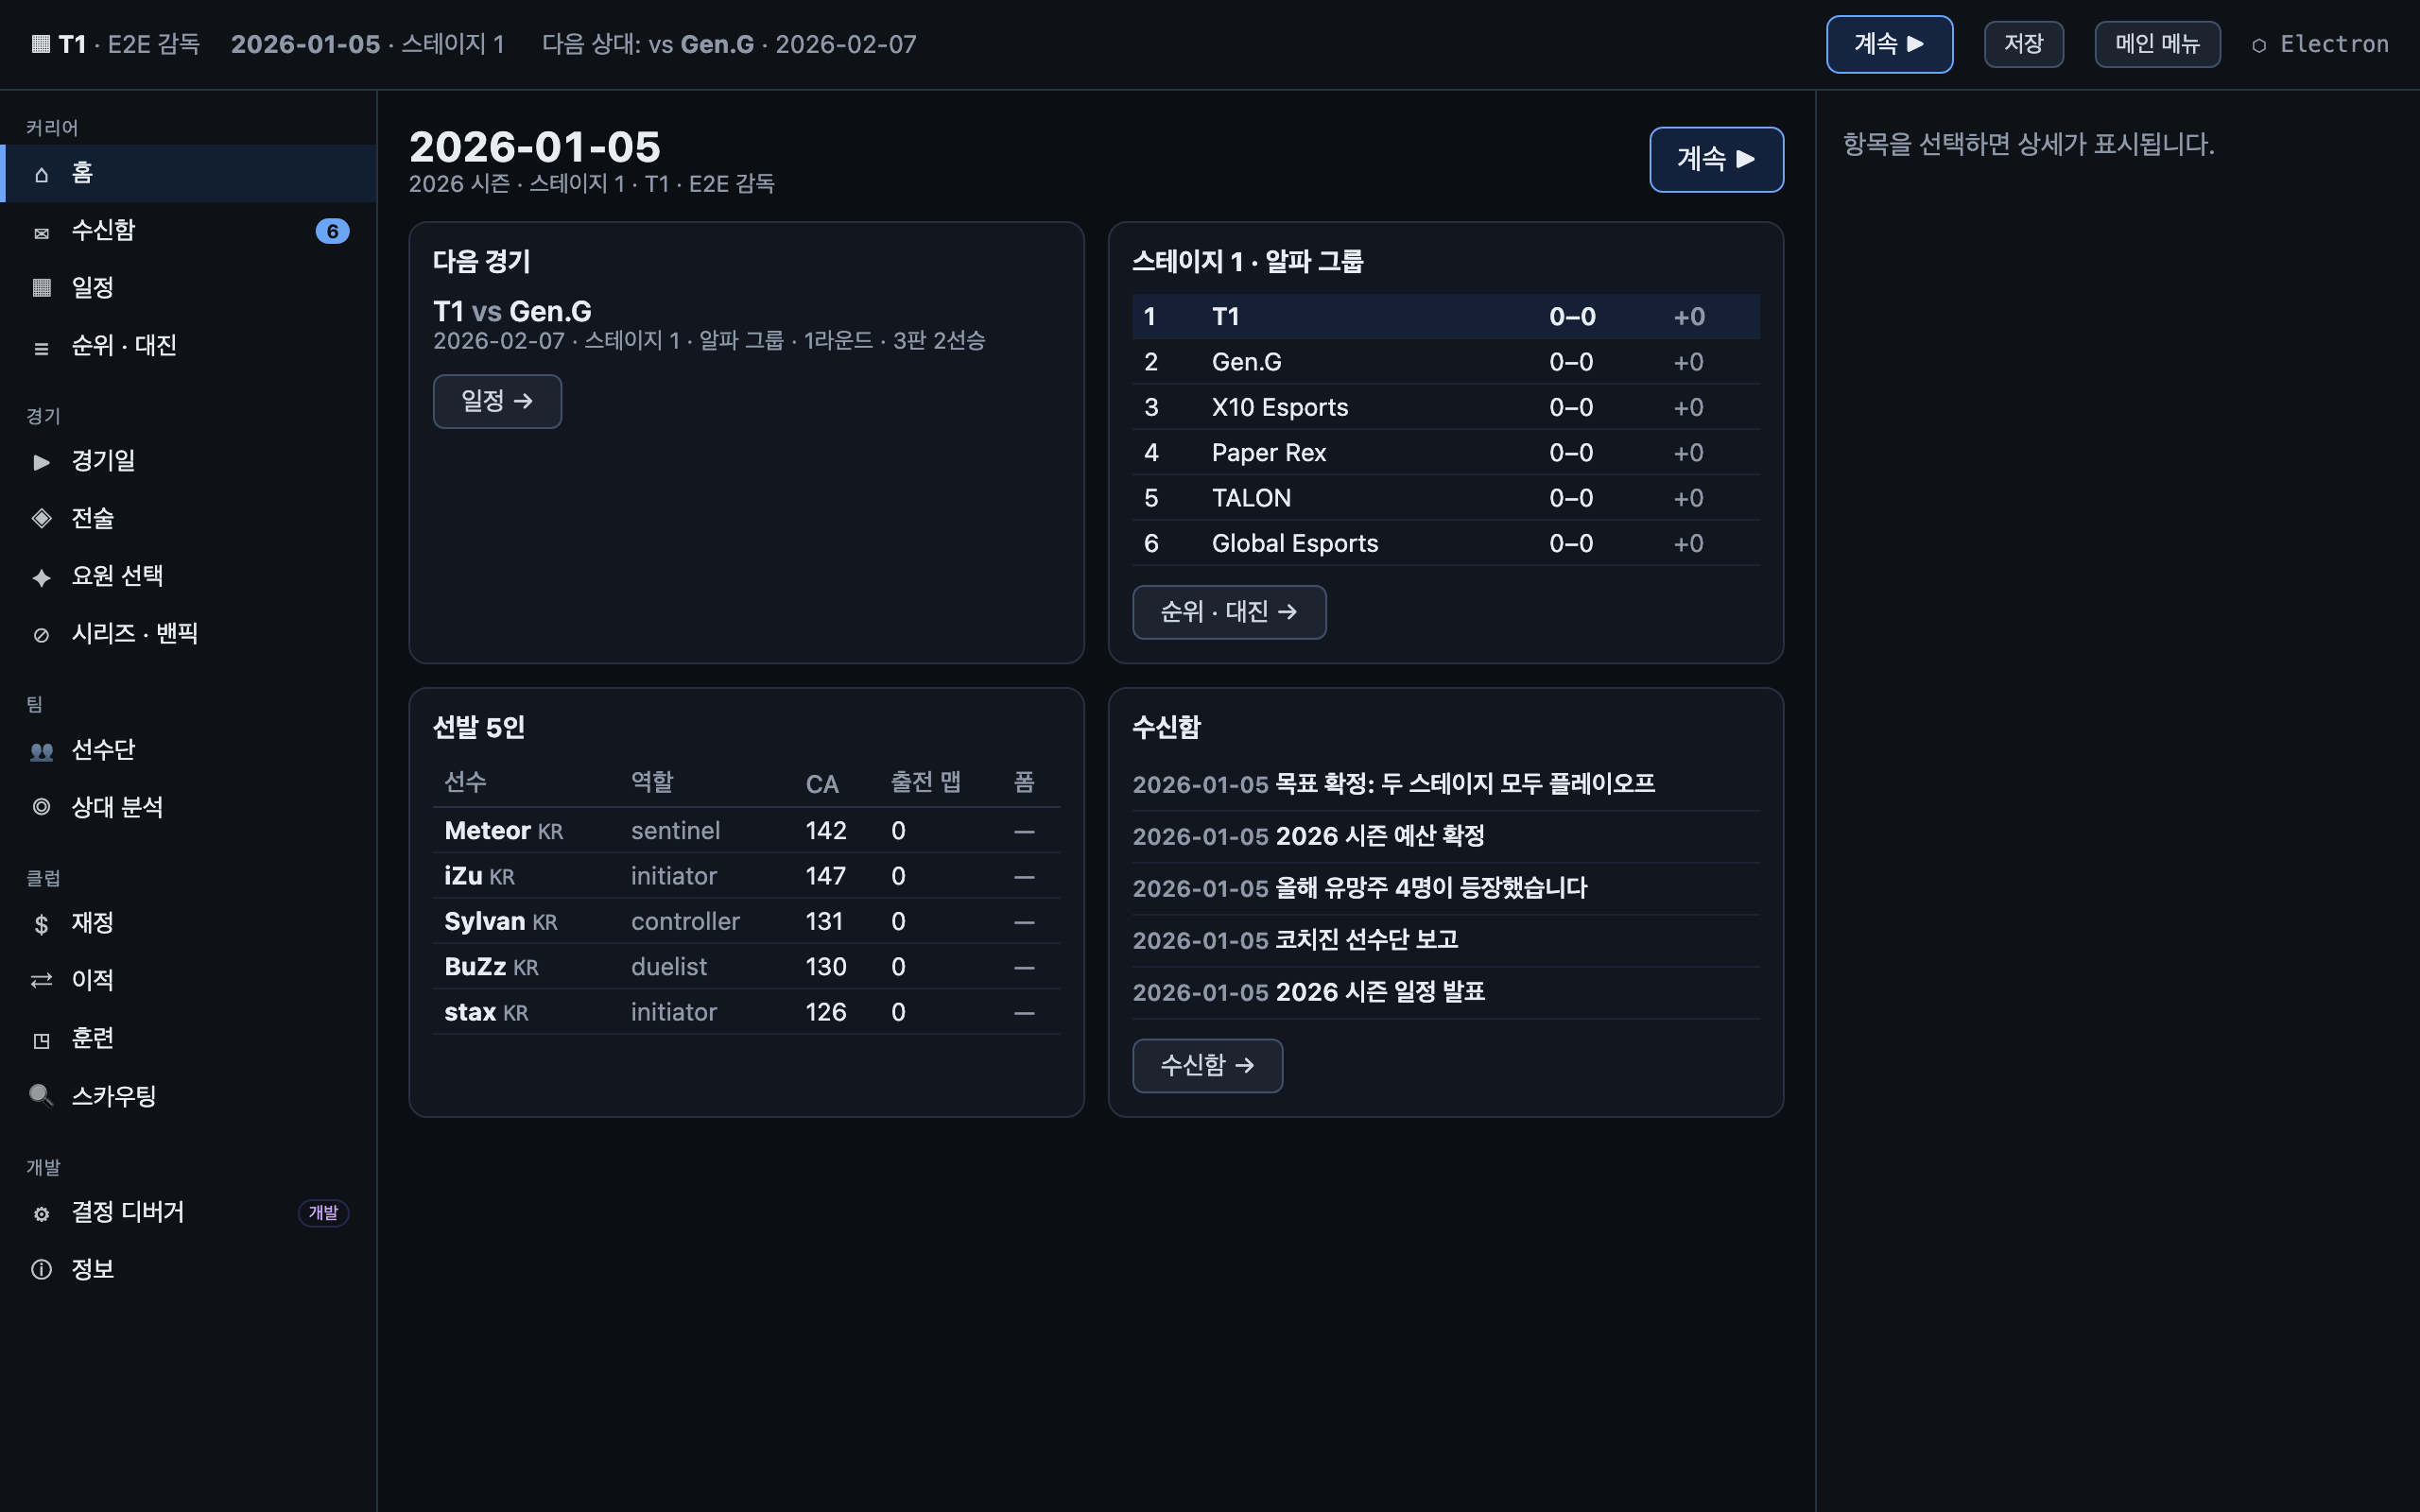 T1 · E2E 감독 2026-01-05 · 스테이지 1 다음 상대: vs Gen.G · 2026-02-07 계속 ▶ 저장 메인 메뉴 Electron
커리어
홈
수신함 6
일정
순위 · 대진
경기
경기일
전술
요원 선택
시리즈 · 밴픽
팀
선수단
상대 분석
클럽
재정
이적
훈련
스카우팅
개발
결정 디버거 개발
정보
2026-01-05
2026 시즌 · 스테이지 1 · T1 · E2E 감독
계속 ▶
다음 경기
T1 vs Gen.G
2026-02-07 · 스테이지 1 · 알파 그룹 · 1라운드 · 3판 2선승
일정 →
스테이지 1 · 알파 그룹
1 T1 0–0 +0
2 Gen.G 0–0 +0
3 X10 Esports 0–0 +0
4 Paper Rex 0–0 +0
5 TALON 0–0 +0
6 Global Esports 0–0 +0
순위 · 대진 →
선발 5인
선수 역할 CA 출전 맵 폼
Meteor KR sentinel 142 0 —
iZu KR initiator 147 0 —
Sylvan KR controller 131 0 —
BuZz KR duelist 130 0 —
stax KR initiator 126 0 —
수신함
2026-01-05 목표 확정: 두 스테이지 모두 플레이오프
2026-01-05 2026 시즌 예산 확정
2026-01-05 올해 유망주 4명이 등장했습니다
2026-01-05 코치진 선수단 보고
2026-01-05 2026 시즌 일정 발표
수신함 →
항목을 선택하면 상세가 표시됩니다.